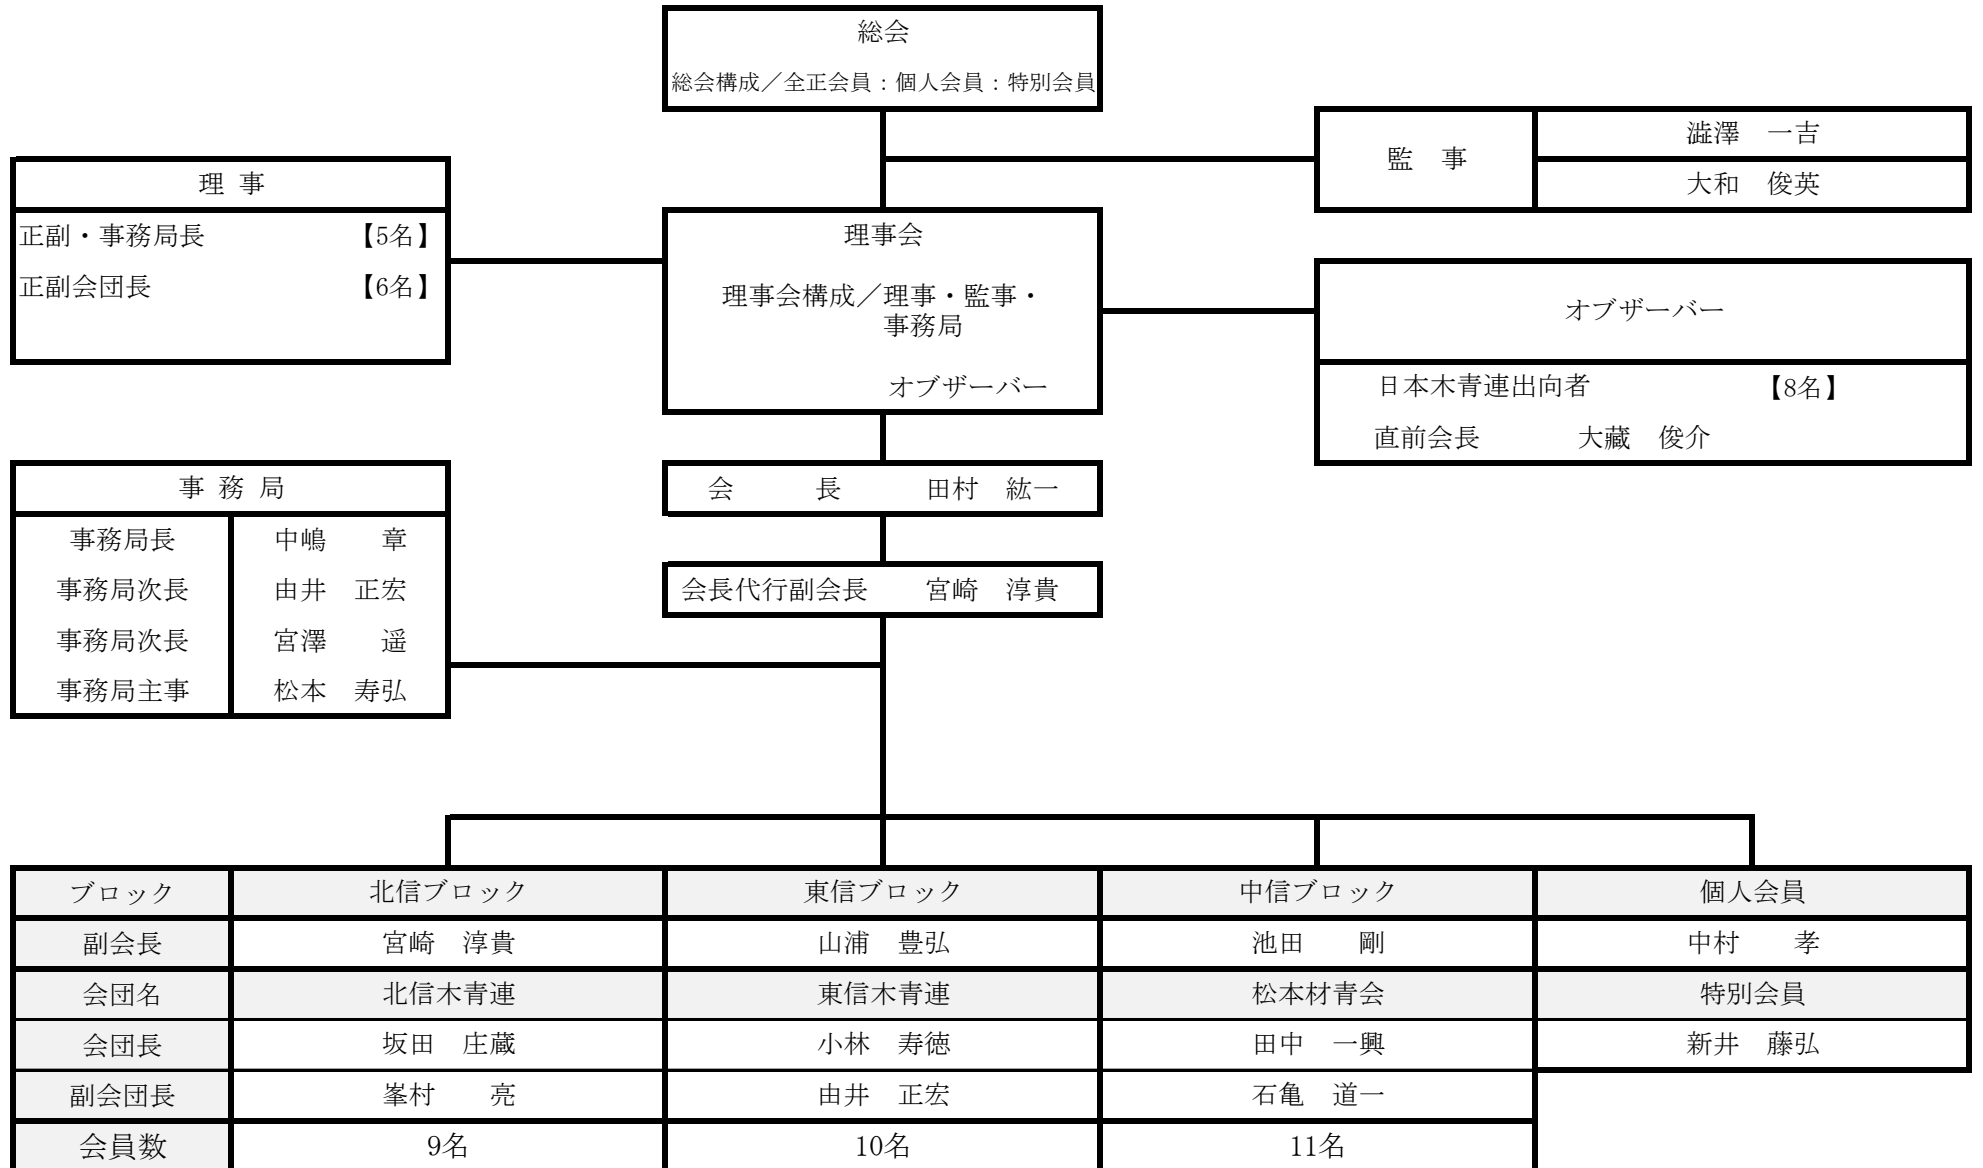 総会
総会構成／全正会員：個人会員：特別会員
監　事
澁澤　一吉
大和　俊英
理 事
正副・事務局長　【5名】
正副会団長　【6名】
理事会
理事会構成／理事・監事・
事務局
オブザーバー
オブザーバー
日本木青連出向者　【8名】
直前会長　大藏　俊介
事 務 局
事務局長　中嶋　章
事務局次長　由井　正宏
事務局次長　宮澤　遥
事務局主事　松本　寿弘
会　長　田村　紘一
会長代行副会長　宮崎　淳貴
ブロック　北信ブロック　東信ブロック　中信ブロック　個人会員
副会長　宮崎　淳貴　山浦　豊弘　池田　剛　中村　孝
会団名　北信木青連　東信木青連　松本材青会　特別会員
会団長　坂田　庄蔵　小林　寿徳　田中　一興　新井　藤弘
副会団長　峯村　亮　由井　正宏　石亀　道一
会員数　9名　10名　11名